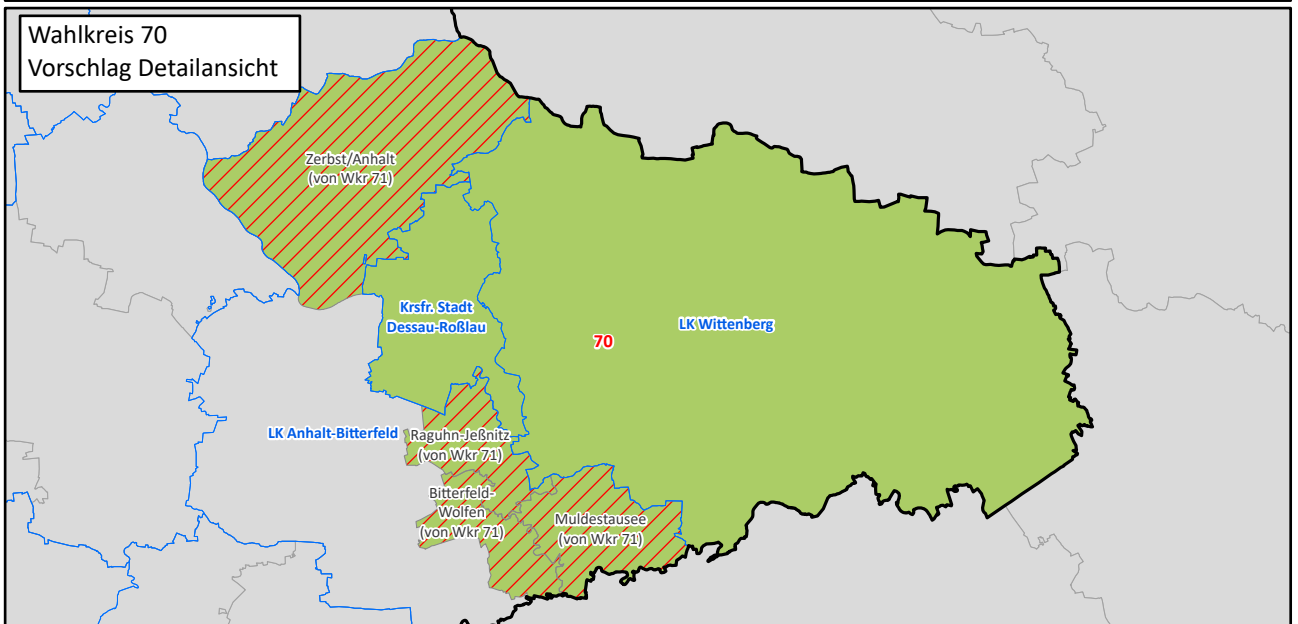 Wahlkreis 70
Vorschlag Detailansicht
Zerbst/Anhalt
(von Wkr 71)
Krsfr. Stadt
Dessau-Roßlau
LK Wittenberg
70
LK Anhalt-Bitterfeld
Raguhn-Jeßnitz
(von Wkr 71)
Bitterfeld-
Wolfen
(von Wkr 71)
Muldestausee
(von Wkr 71)